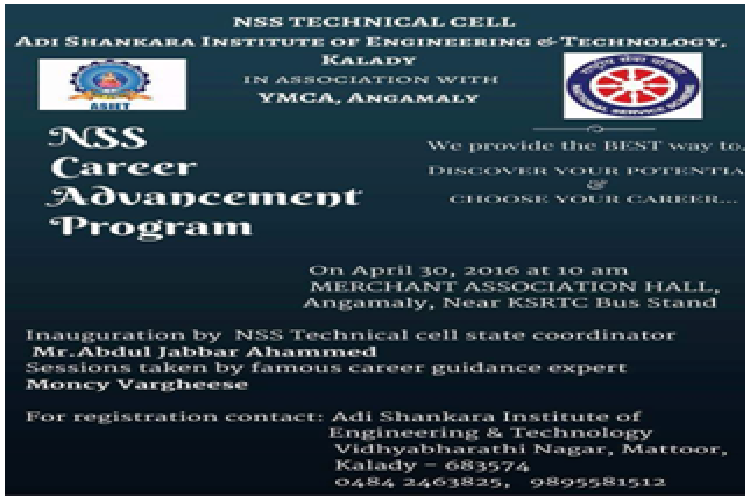 NSS TECHNICAL CELL
ADI SHANKARA INSTITUTE OF ENGINEERING & TECHNOLOGY,
KALADY
IN ASSOCIATION WITH
YMCA, ANGAMALY
ASIET
NSS
Career
Advancement
Program
We provide the BEST way to.
DISCOVER YOUR POTENTIA
&
CHOOSE YOUR CAREER...
On April 30, 2016 at 10 am
MERCHANT ASSOCIATION HALL,
Angamaly, Near KSRTC Bus Stand
Inauguration by NSS Technical cell state coordinator
Mr.Abdul Jabbar Ahammed
Sessions taken by famous career guidance expert
Moncy Vargheese
For registration contact: Adi Shankara Institute of
Engineering & Technology
Vidhyabharathi Nagar, Mattoor,
Kalady – 683574
0484 2463825, 9895581512